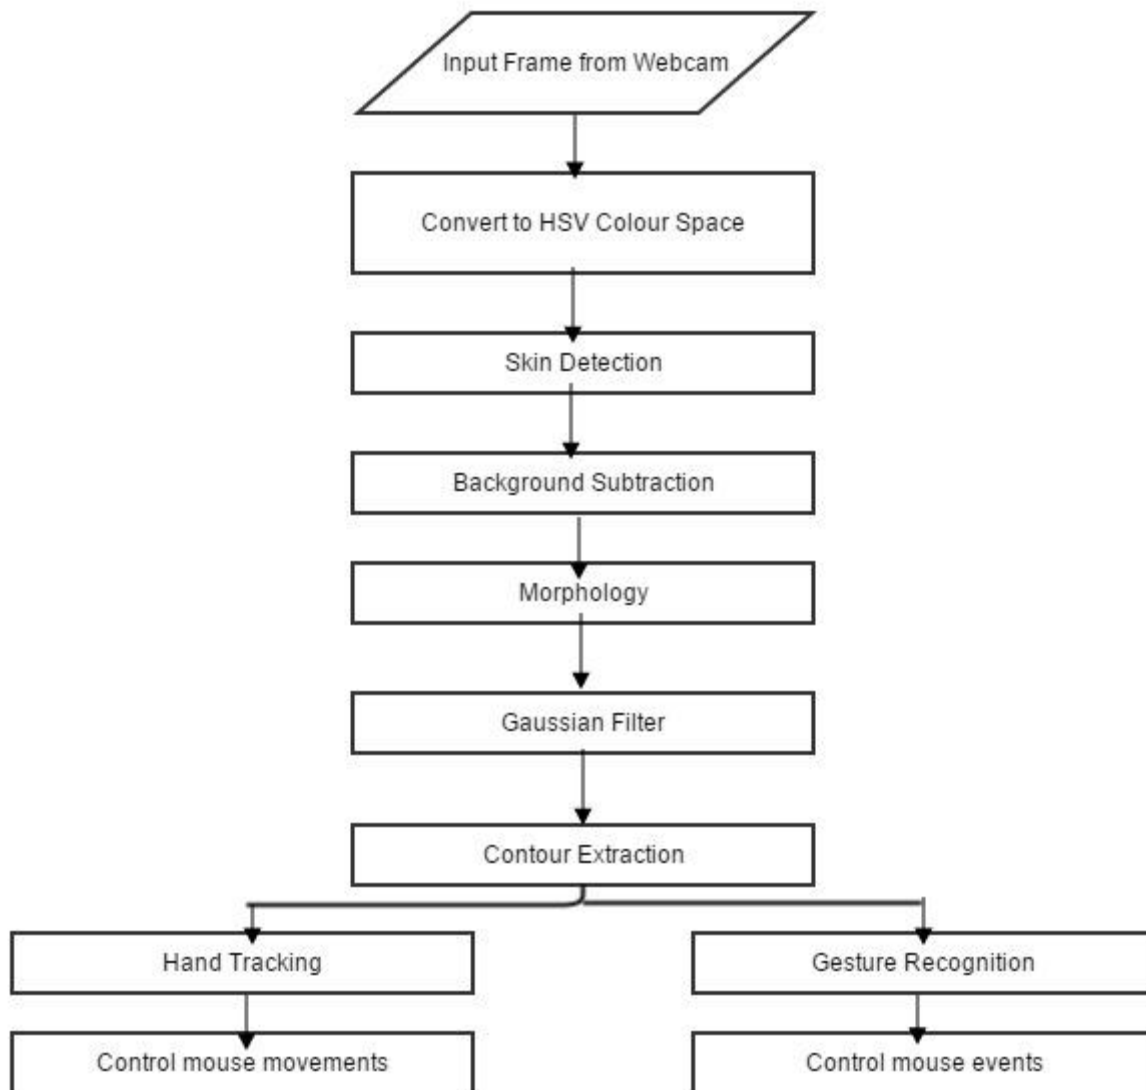 Input Frame from Webcam
Convert to HSV Colour Space
Skin Detection
Background Subtraction
Morphology
Gaussian Filter
Contour Extraction
Hand Tracking
Gesture Recognition
Control mouse movements
Control mouse events